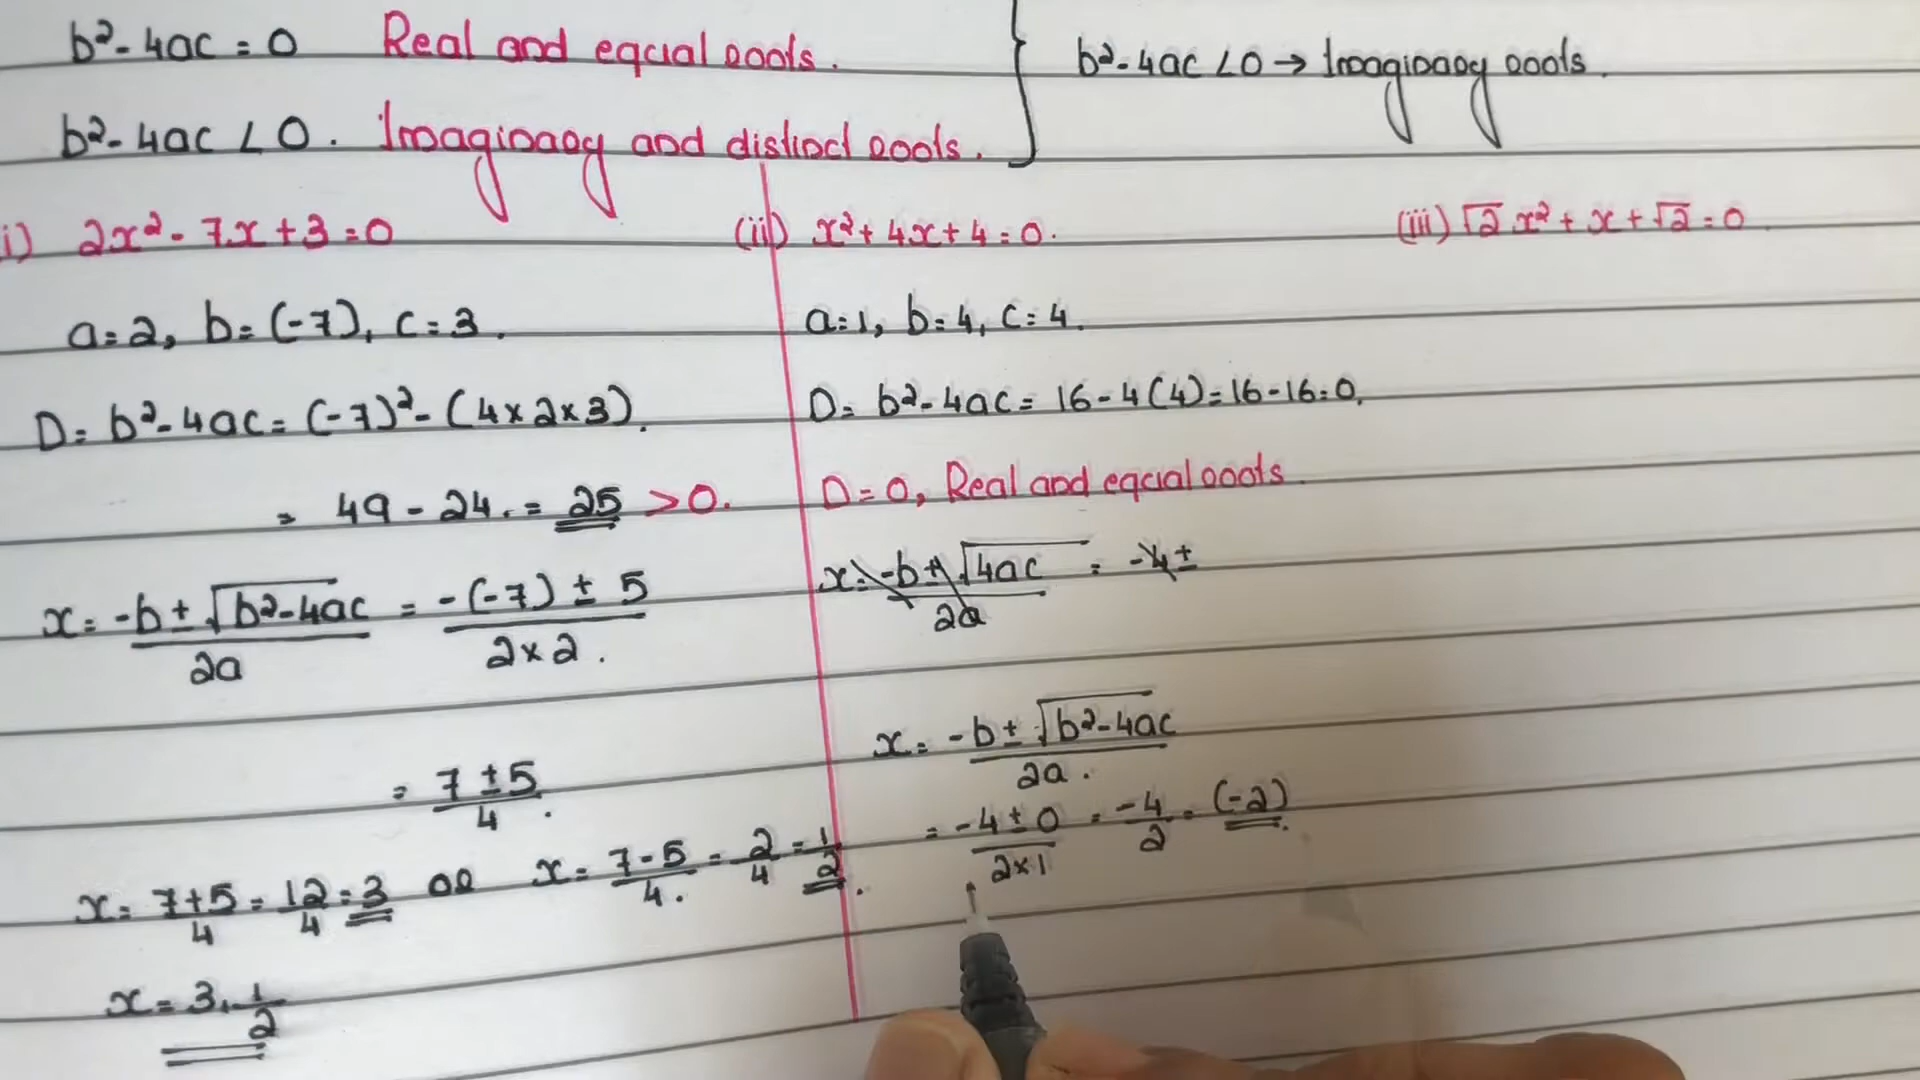 b²-4ac = 0 Real and equal roots.
b²-4ac < 0. Imaginary and distinct roots.
b²-4ac < 0 → Imaginary roots.
i) 2x² - 7x + 3 = 0
a = 2, b = (-7), c = 3.
D = b² - 4ac = (-7)² - (4×2×3).
= 49 - 24. = 25 > 0.
x = -b ± √b²-4ac / 2a = -(-7) ± 5 / 2×2.
= 7 ± 5 / 4.
x = 7+5 / 4 = 12/4 = 3 or x = 7-5 / 4. = 2/4 = 1/2.
x = 3, 1/2
(ii) x² + 4x + 4 = 0.
a = 1, b = 4, c = 4.
D = b² - 4ac = 16 - 4(4) = 16 - 16 = 0.
D = 0, Real and equal roots.
x = -b ± √4ac / 2a = -4 ±
x = -b ± √b²-4ac / 2a.
= -4 ± 0 / 2×1 = -4/2 = (-2).
(iii) √2 x² + x + √2 = 0.